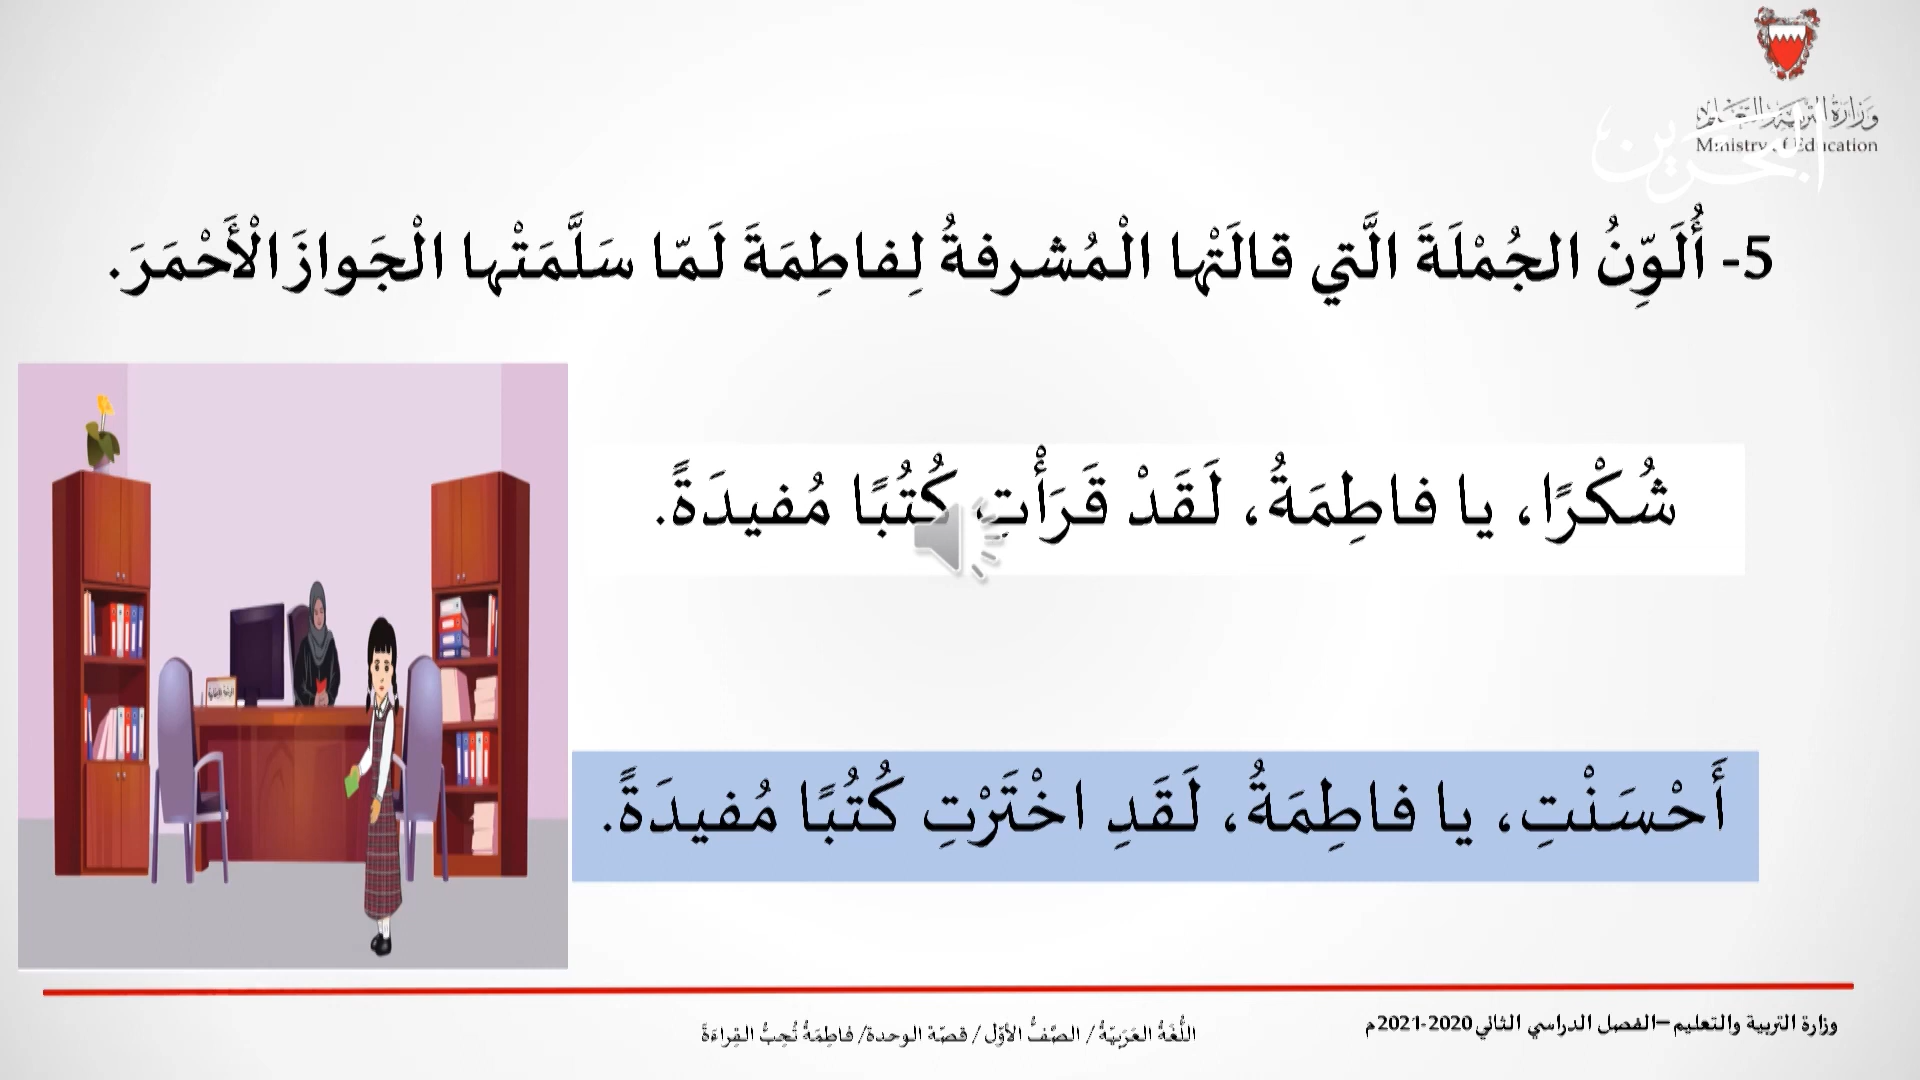 وزارة التربية والتعليم
Ministry of Education
البحرين
5- أُلَوِّنُ الجُمْلَةَ الَّتي قالَتْها الْمُشرفةُ لِفاطِمَةَ لَمّا سَلَّمَتْها الْجَوازَ الْأَحْمَرَ.
شُكْرًا، يا فاطِمَةُ، لَقَدْ قَرَأْتِ كُتُبًا مُفيدَةً.
أَحْسَنْتِ، يا فاطِمَةُ، لَقَدِ اخْتَرْتِ كُتُبًا مُفيدَةً.
وزارة التربية والتعليم –الفصل الدراسي الثاني 2020-2021م
اللُّغَةُ العَرَبِيّةُ / الصَّفُّ الأوّل / قصّة الوحدة/ فاطِمَةُ تُحِبُّ القِراءَةَ